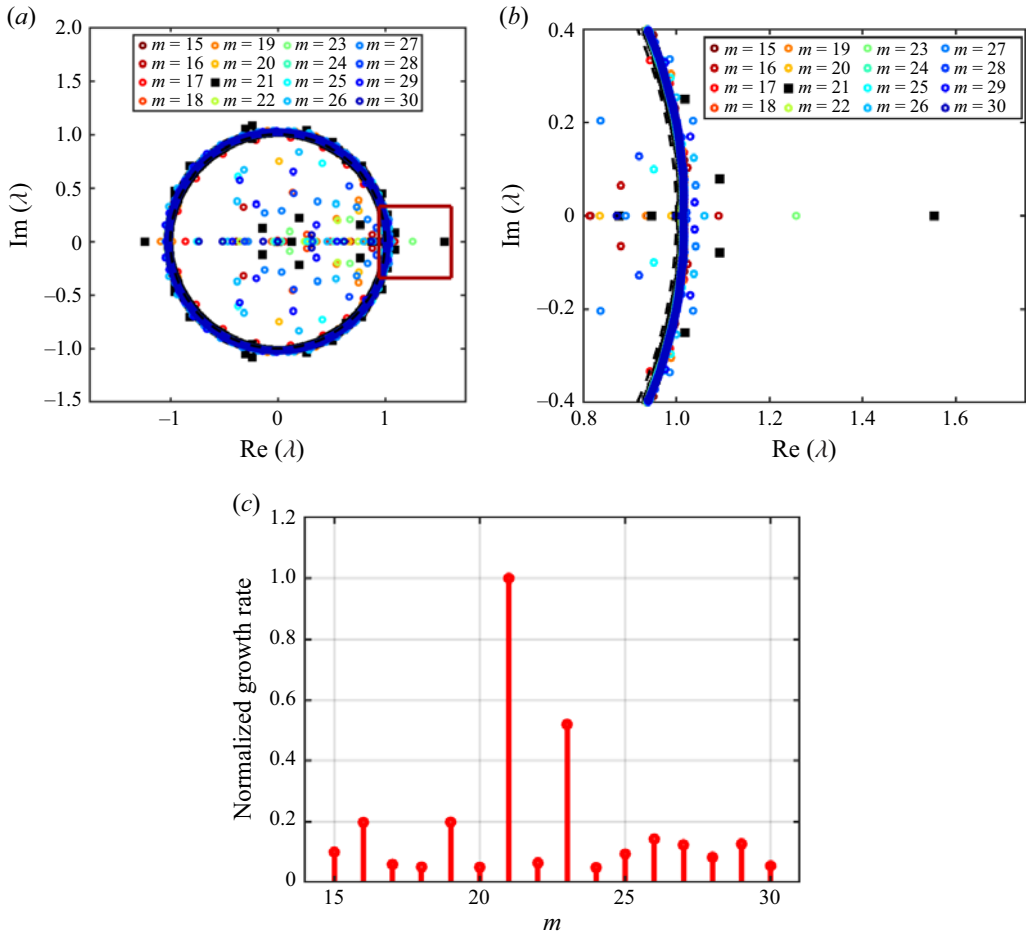 (a)
2.0
1.5
1.0
0.5
0
−0.5
−1.0
−1.5
Im (λ)
m = 15 m = 19 m = 23 m = 27
m = 16 m = 20 m = 24 m = 28
m = 17 m = 21 m = 25 m = 29
m = 18 m = 22 m = 26 m = 30
−1 0 1
Re (λ)
(b)
0.4
0.2
0
−0.2
−0.4
Im (λ)
m = 15 m = 19 m = 23 m = 27
m = 16 m = 20 m = 24 m = 28
m = 17 m = 21 m = 25 m = 29
m = 18 m = 22 m = 26 m = 30
0.8 1.0 1.2 1.4 1.6
Re (λ)
(c)
1.2
1.0
0.8
0.6
0.4
0.2
0
Normalized growth rate
15 20 25 30
m